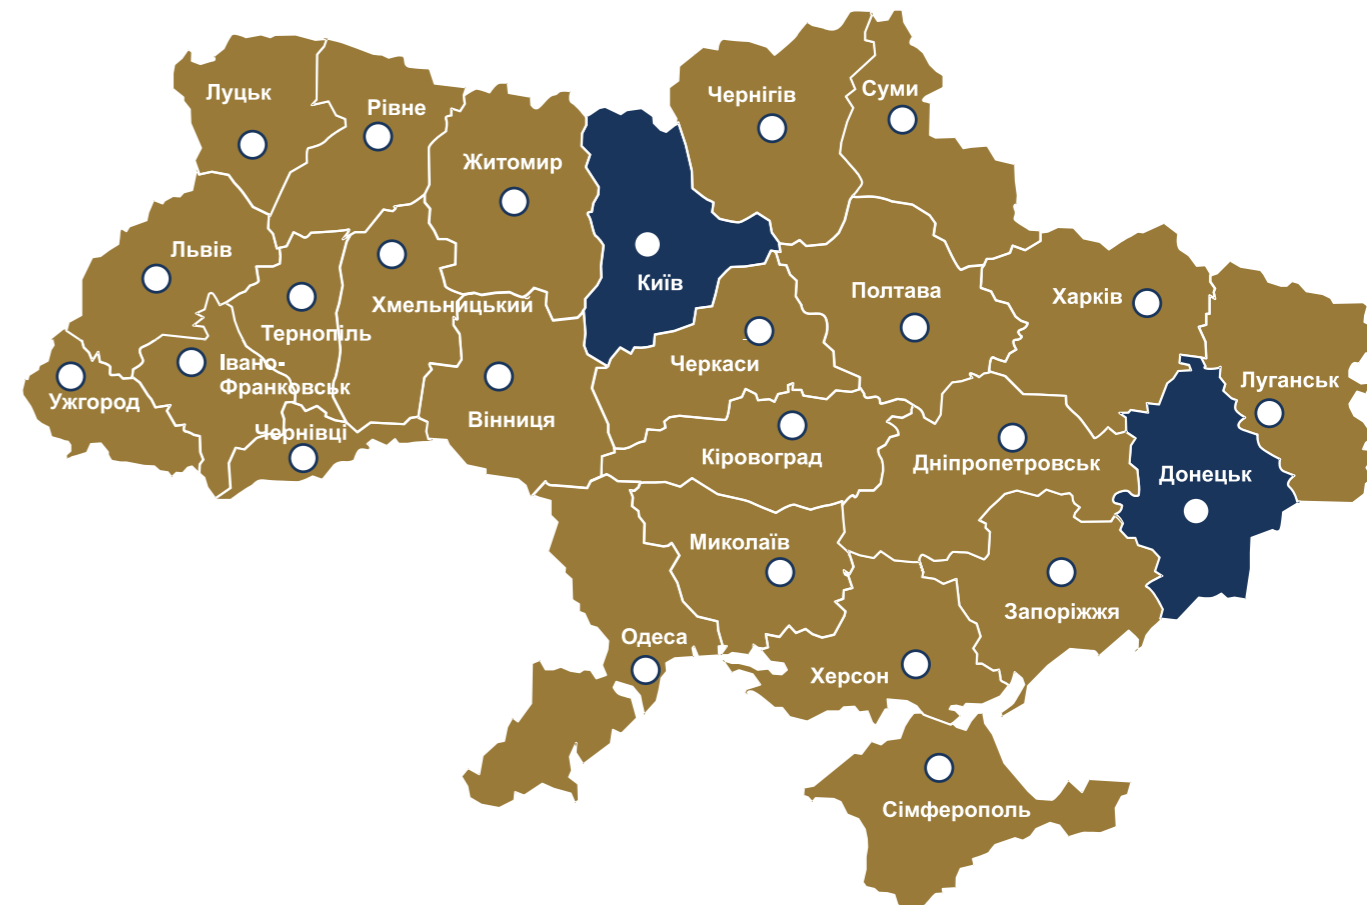 Луцьк
Рівне
Чернігів
Суми
Житомир
Львів
Київ
Хмельницький
Тернопіль
Полтава
Харків
Черкаси
Івано-
Франковськ
Ужгород
Луганськ
Чернівці
Вінниця
Кіровоград
Дніпропетровськ
Донецьк
Миколаїв
Запоріжжя
Одеса
Херсон
Сімферополь